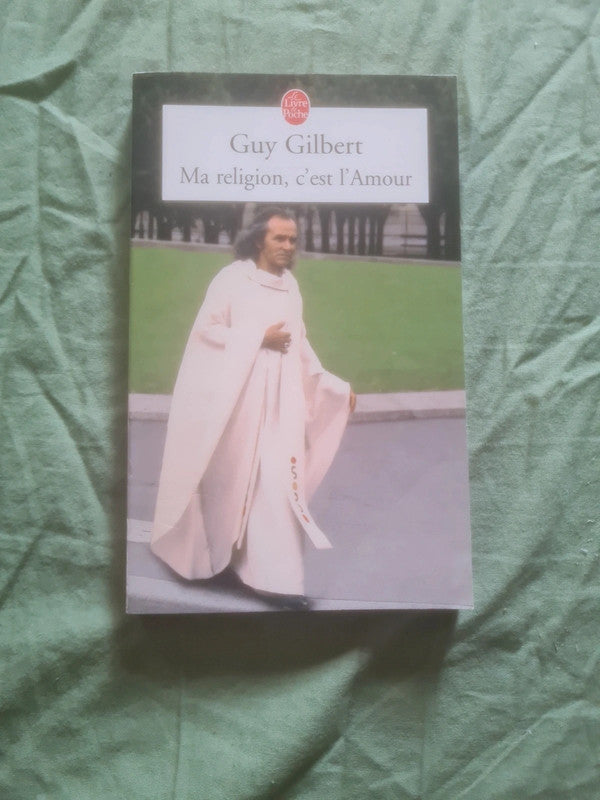 Le
Livre
de
Poche
Guy Gilbert
Ma religion, c'est l'Amour